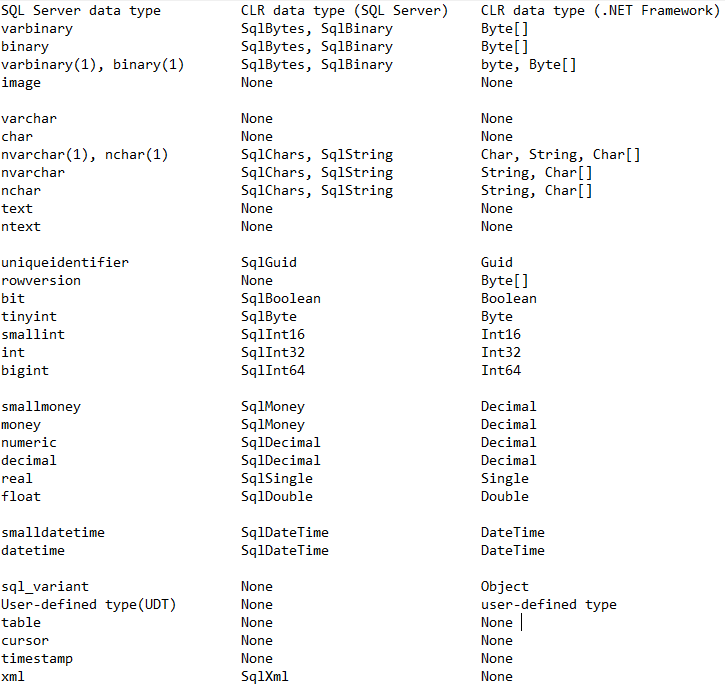 SQL Server data type CLR data type (SQL Server) CLR data type (.NET Framework)
varbinary SqlBytes, SqlBinary Byte[]
binary SqlBytes, SqlBinary Byte[]
varbinary(1), binary(1) SqlBytes, SqlBinary byte, Byte[]
image None None
varchar None None
char None None
nvarchar(1), nchar(1) SqlChars, SqlString Char, String, Char[]
nvarchar SqlChars, SqlString String, Char[]
nchar SqlChars, SqlString String, Char[]
text None None
ntext None None
uniqueidentifier SqlGuid Guid
rowversion None Byte[]
bit SqlBoolean Boolean
tinyint SqlByte Byte
smallint SqlInt16 Int16
int SqlInt32 Int32
bigint SqlInt64 Int64
smallmoney SqlMoney Decimal
money SqlMoney Decimal
numeric SqlDecimal Decimal
decimal SqlDecimal Decimal
real SqlSingle Single
float SqlDouble Double
smalldatetime SqlDateTime DateTime
datetime SqlDateTime DateTime
sql_variant None Object
User-defined type(UDT) None user-defined type
table None None
cursor None None
timestamp None None
xml SqlXml None